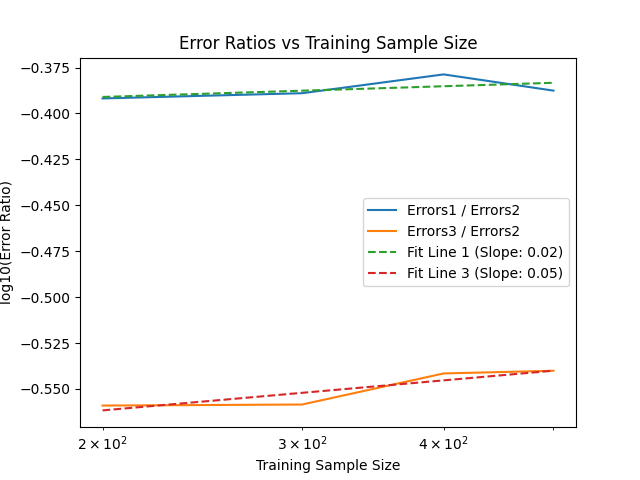 Error Ratios vs Training Sample Size
log10(Error Ratio)
−0.375
−0.400
−0.425
−0.450
−0.475
−0.500
−0.525
−0.550
Errors1 / Errors2
Errors3 / Errors2
Fit Line 1 (Slope: 0.02)
Fit Line 3 (Slope: 0.05)
2 × 10² 3 × 10² 4 × 10²
Training Sample Size